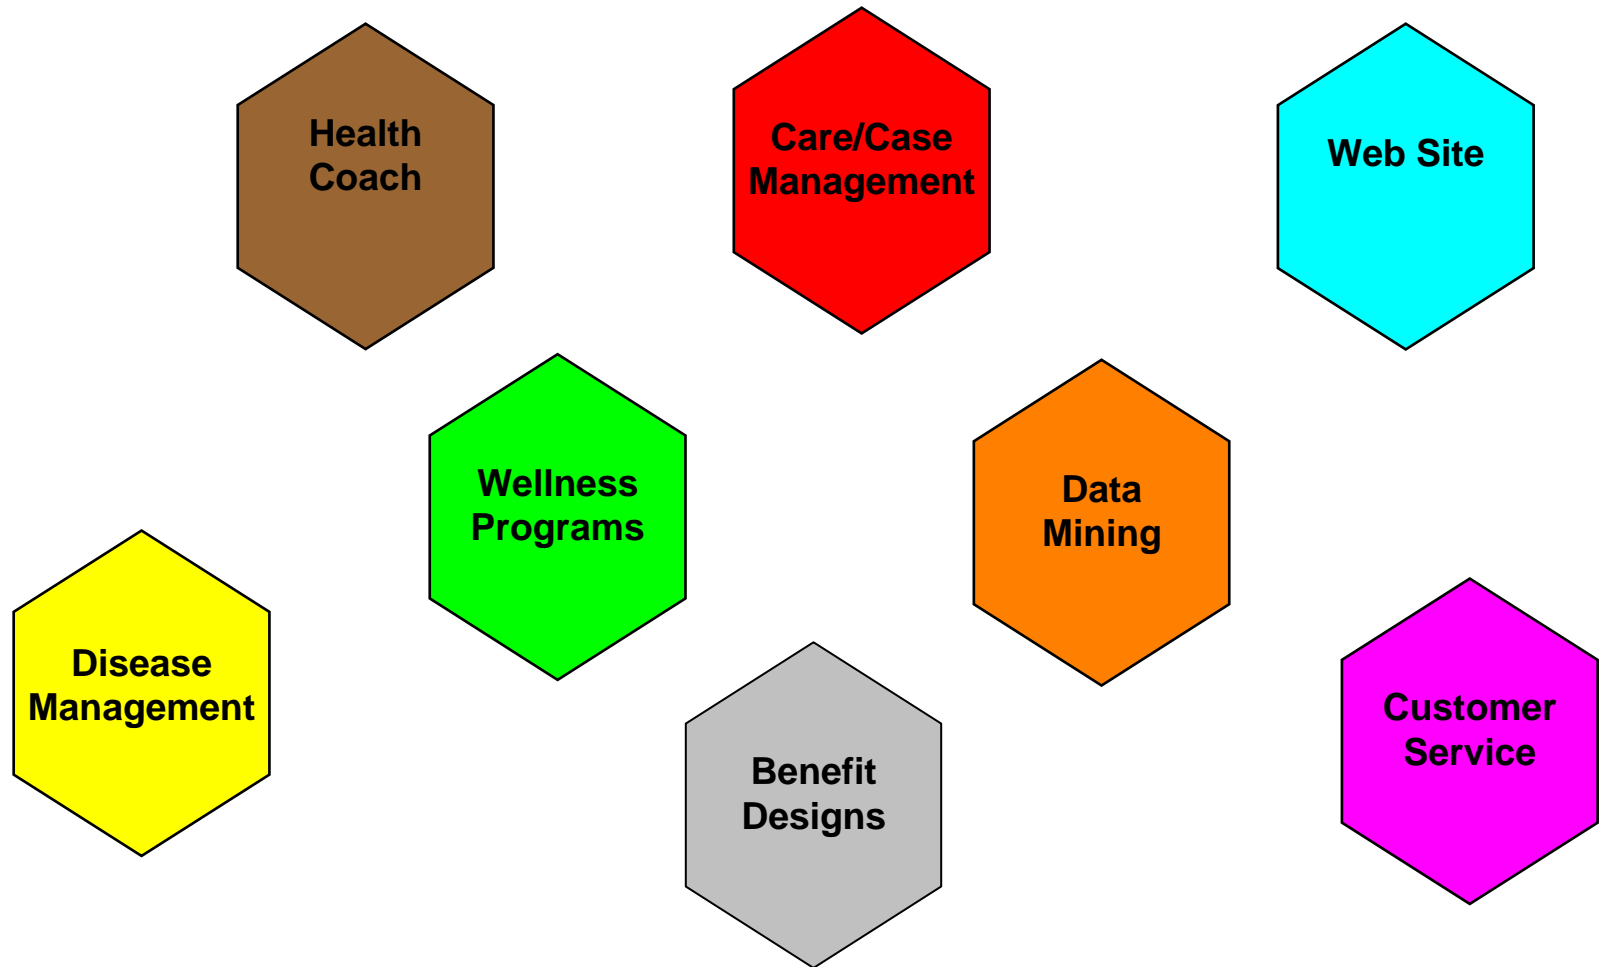 Health
Coach
Care/Case
Management
Web Site
Wellness
Programs
Data
Mining
Disease
Management
Benefit
Designs
Customer
Service